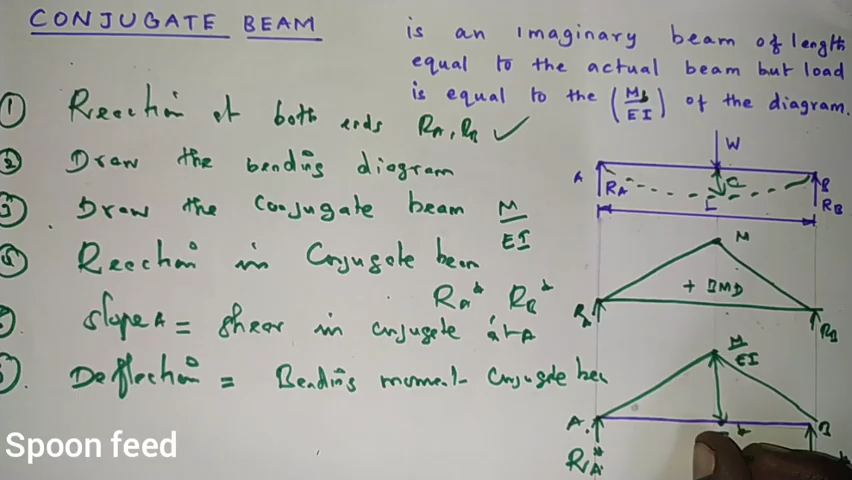 CONJUGATE BEAM
is an imaginary beam of length
equal to the actual beam but load
is equal to the (M/EI) of the diagram.
① Reaction at both ends RA, RB ✓
② Draw the bending diagram
③ Draw the conjugate beam M/EI
⑤ Reaction in Conjugate beam
RA* RB*
slope A = shear in conjugate at A
Deflection = Bending moment Conjugate bea
W
A C B
RA L RB
M
+ BMD
RA RB
M/EI
A B
RA*
Spoon feed